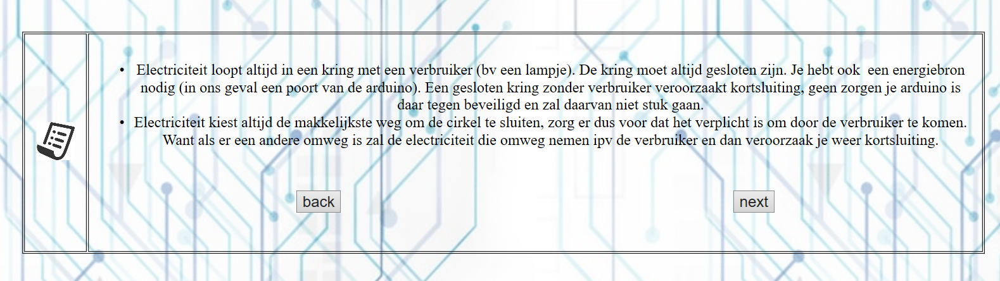 • Electriciteit loopt altijd in een kring met een verbruiker (bv een lampje). De kring moet altijd gesloten zijn. Je hebt ook  een energiebron
nodig (in ons geval een poort van de arduino). Een gesloten kring zonder verbruiker veroorzaakt kortsluiting, geen zorgen je arduino is
daar tegen beveiligd en zal daarvan niet stuk gaan.
• Electriciteit kiest altijd de makkelijkste weg om de cirkel te sluiten, zorg er dus voor dat het verplicht is om door de verbruiker te komen.
Want als er een andere omweg is zal de electriciteit die omweg nemen ipv de verbruiker en dan veroorzaak je weer kortsluiting.
back
next